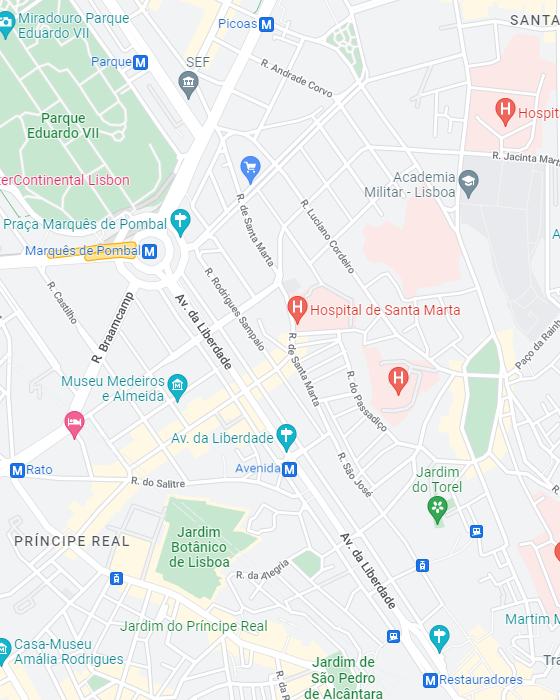 Miradouro Parque
Eduardo VII
Picoas M
SANTA
Parque M
SEF
R. Andrade Corvo
Parque
Eduardo VII
H
Hospit
R. Jacinta Mart
terContinental Lisbon
Academia
Militar - Lisboa
R. de Santa Marta
R. Luciano Cordeiro
Praça Marquês de Pombal
A
Marquês de Pombal M
R. Castilho
R. Rodrigues Sampaio
R. Braamcamp
Av. da Liberdade
H
Hospital de Santa Marta
R. de Santa Marta
Paço da Rainh
Museu Medeiros
e Almeida
R. do Passadiço
H
Av. da Liberdade
M Rato
Avenida M
R. do Salitre
R. São José
Jardim
do Torel
R.
PRÍNCIPE REAL
Jardim
Botânico
de Lisboa
Av. da Liberdade
R. da Alegria
Jardim do Príncipe Real
Martim M
Casa-Museu
Amália Rodrigues
Jardim de
São Pedro
de Alcântara
R. da R
Tra
M Restauradores